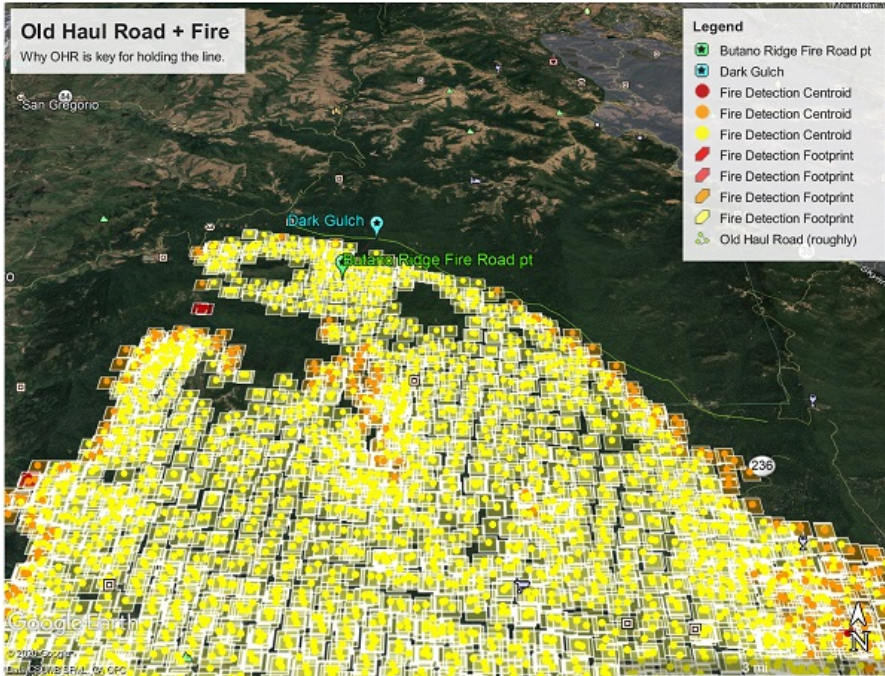 Old Haul Road + Fire
Why OHR is key for holding the line.
Legend
Butano Ridge Fire Road pt
Dark Gulch
Fire Detection Centroid
Fire Detection Centroid
Fire Detection Centroid
Fire Detection Footprint
Fire Detection Footprint
Fire Detection Footprint
Fire Detection Footprint
Old Haul Road (roughly)
84
San Gregorio
Dark Gulch
Butano Ridge Fire Road pt
236
Google Earth
N
3 mi